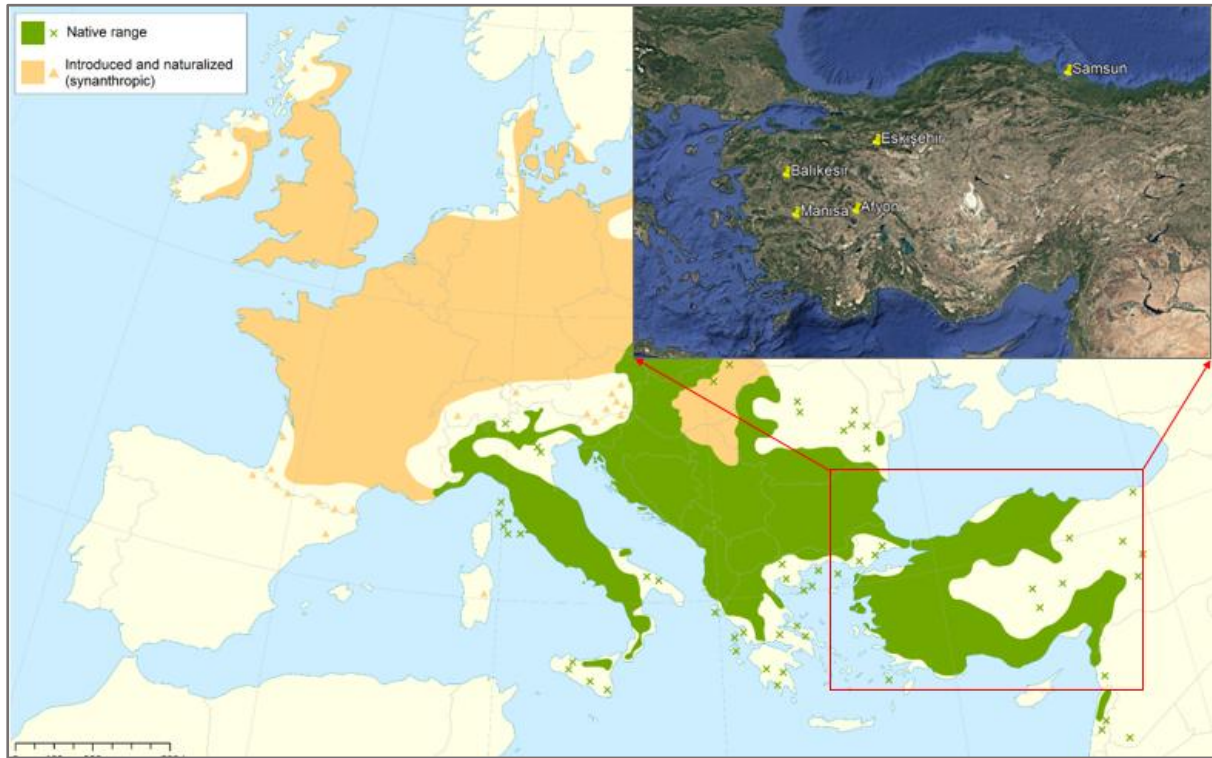 Native range
Introduced and naturalized
(synanthropic)
Samsun
Eskişehir
Balıkesir
Manisa
Afyon